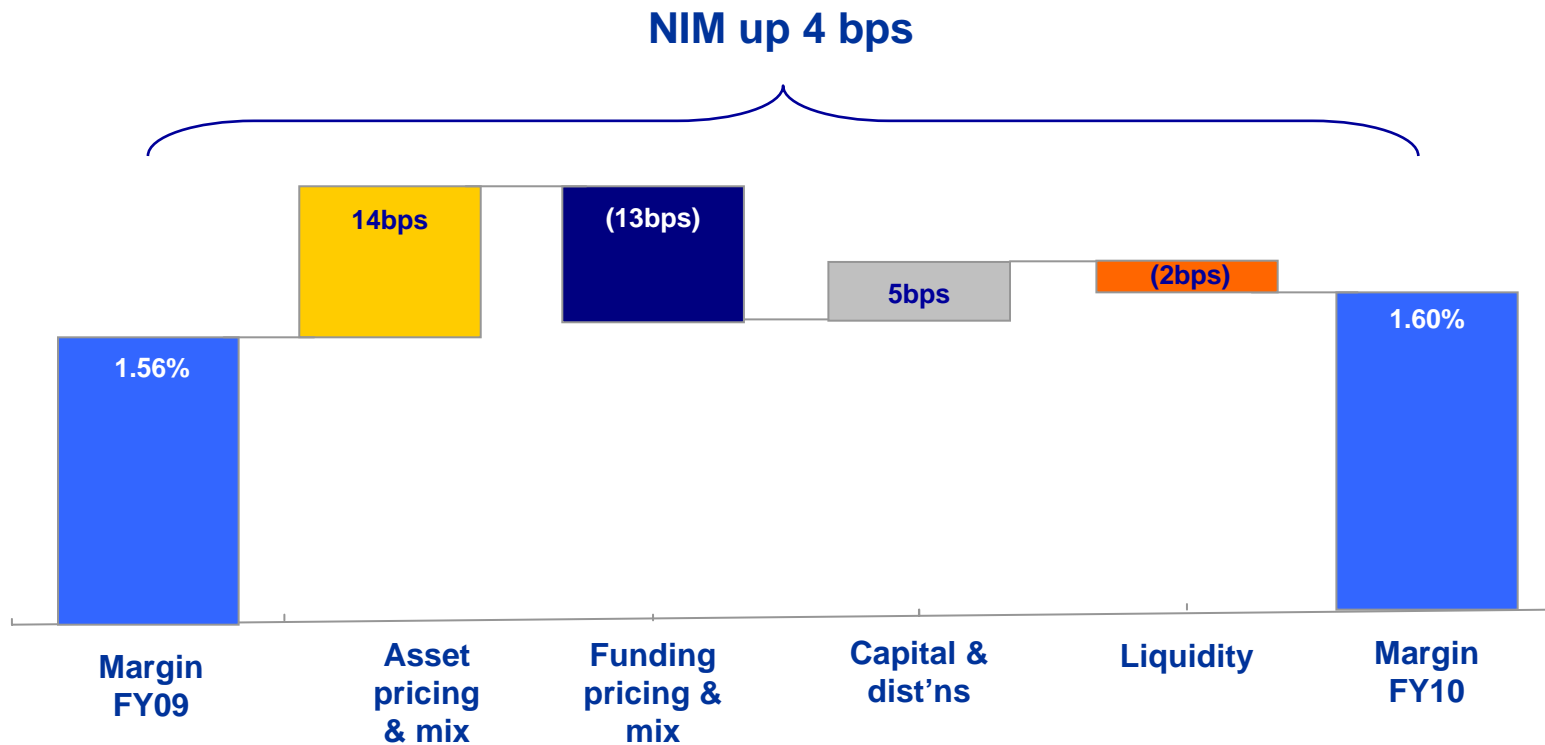 NIM up 4 bps
14bps
(13bps)
5bps
(2bps)
1.56%
1.60%
Margin
FY09
Asset
pricing
& mix
Funding
pricing &
mix
Capital &
dist’ns
Liquidity
Margin
FY10